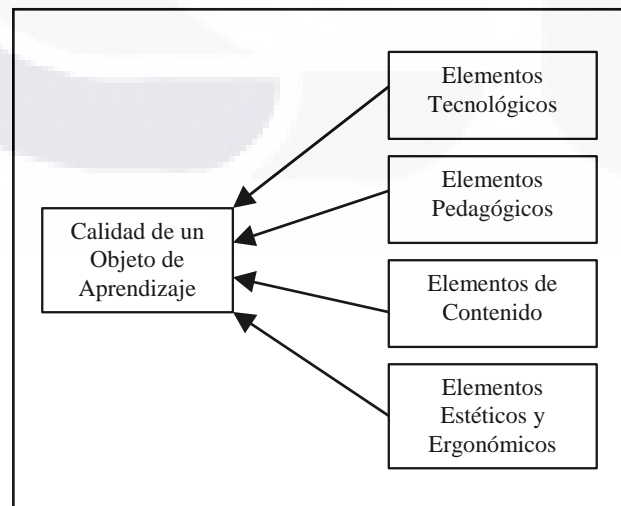 Elementos
Tecnológicos
Elementos
Pedagógicos
Calidad de un
Objeto de
Aprendizaje
Elementos de
Contenido
Elementos
Estéticos y
Ergonómicos